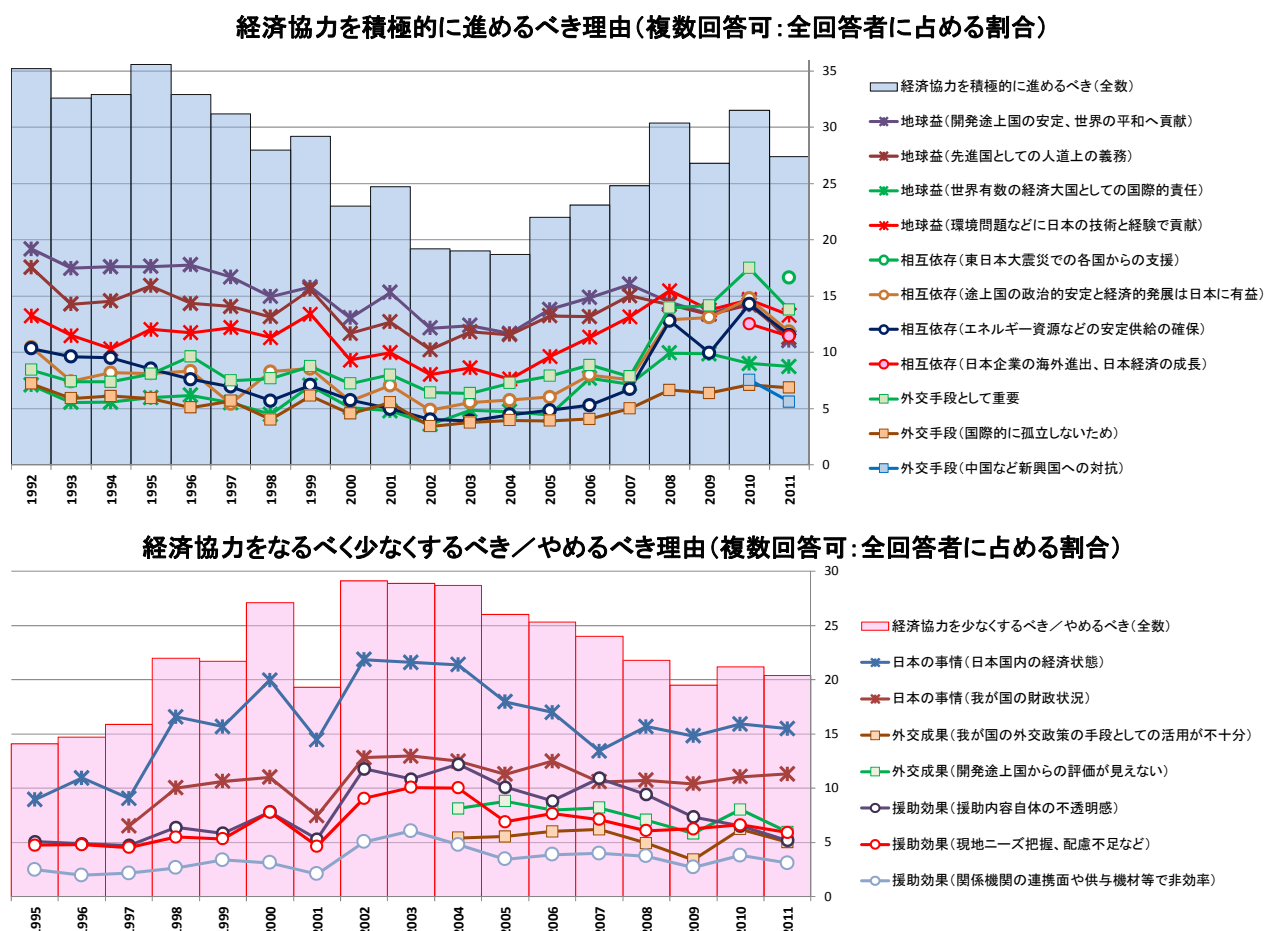 経済協力を積極的に進めるべき理由（複数回答可：全回答者に占める割合）
35
30
25
20
15
10
5
0
1992 1993 1994 1995 1996 1997 1998 1999 2000 2001 2002 2003 2004 2005 2006 2007 2008 2009 2010 2011
経済協力を積極的に進めるべき（全数）
地球益（開発途上国の安定、世界の平和へ貢献）
地球益（先進国としての人道上の義務）
地球益（世界有数の経済大国としての国際的責任）
地球益（環境問題などに日本の技術と経験で貢献）
相互依存（東日本大震災での各国からの支援）
相互依存（途上国の政治的安定と経済的発展は日本に有益）
相互依存（エネルギー資源などの安定供給の確保）
相互依存（日本企業の海外進出、日本経済の成長）
外交手段として重要
外交手段（国際的に孤立しないため）
外交手段（中国など新興国への対抗）
経済協力をなるべく少なくするべき／やめるべき理由（複数回答可：全回答者に占める割合）
30
25
20
15
10
5
0
1995 1996 1997 1998 1999 2000 2001 2002 2003 2004 2005 2006 2007 2008 2009 2010 2011
経済協力を少なくするべき／やめるべき（全数）
日本の事情（日本国内の経済状態）
日本の事情（我が国の財政状況）
外交成果（我が国の外交政策の手段としての活用が不十分）
外交成果（開発途上国からの評価が見えない）
援助効果（援助内容自体の不透明感）
援助効果（現地ニーズ把握、配慮不足など）
援助効果（関係機関の連携面や供与機材等で非効率）